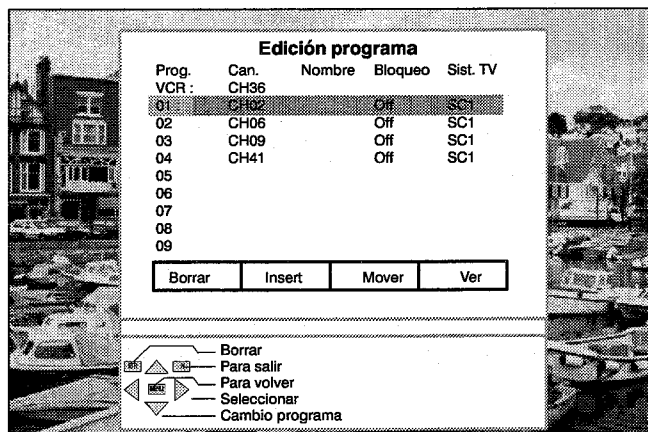 Edición programa
Prog. Can. Nombre Bloqueo Sist. TV
VCR : CH36
01 CH02 Off SC1
02 CH06 Off SC1
03 CH09 Off SC1
04 CH41 Off SC1
05
06
07
08
09
Borrar Insert Mover Ver
Borrar
Para salir
Para volver
Seleccionar
Cambio programa
MENU